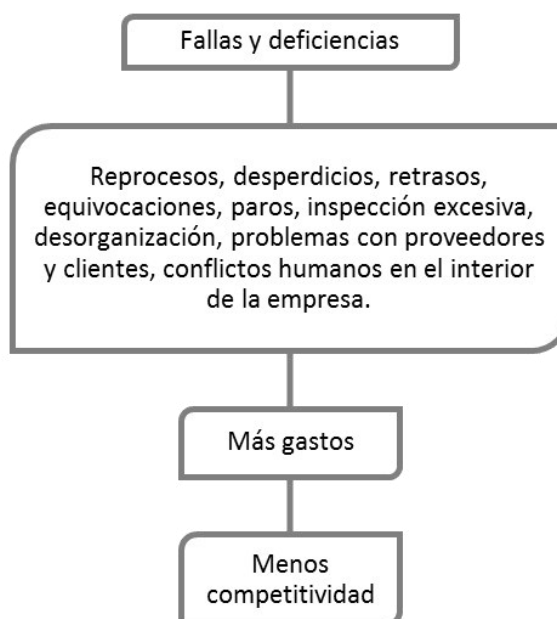 Fallas y deficiencias
Reprocesos, desperdicios, retrasos,
equivocaciones, paros, inspección excesiva,
desorganización, problemas con proveedores
y clientes, conflictos humanos en el interior
de la empresa.
Más gastos
Menos
competitividad